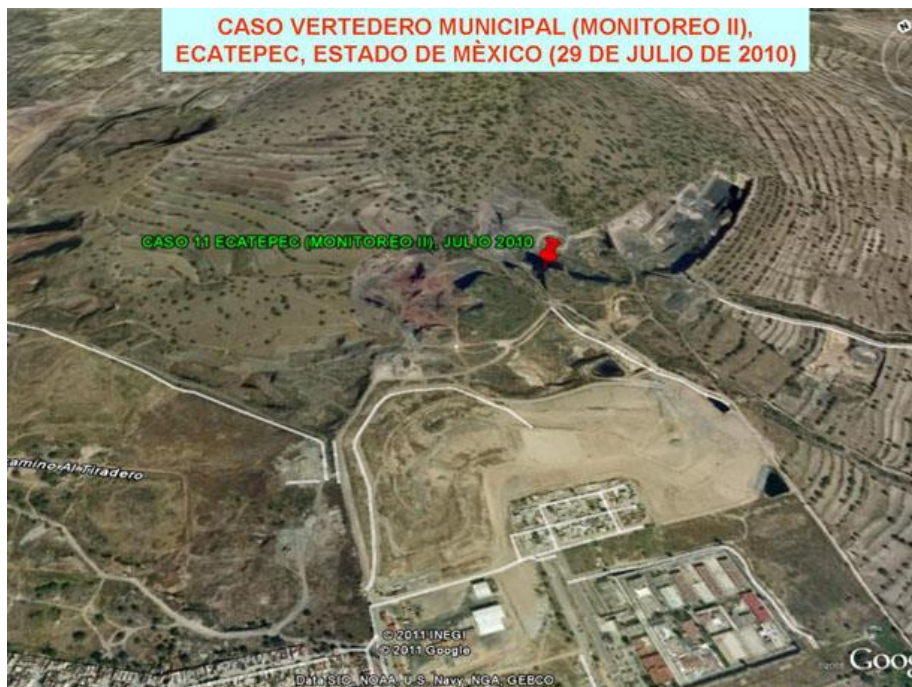 CASO VERTEDERO MUNICIPAL (MONITOREO II),
ECATEPEC, ESTADO DE MÈXICO (29 DE JULIO DE 2010)
CASO 11 ECATEPEC (MONITOREO II), JULIO 2010
Camino Al Tiradero
© 2011 INEGI
© 2011 Google
Data SIO, NOAA, U.S. Navy, NGA, GEBCO
©2009 Goog
N